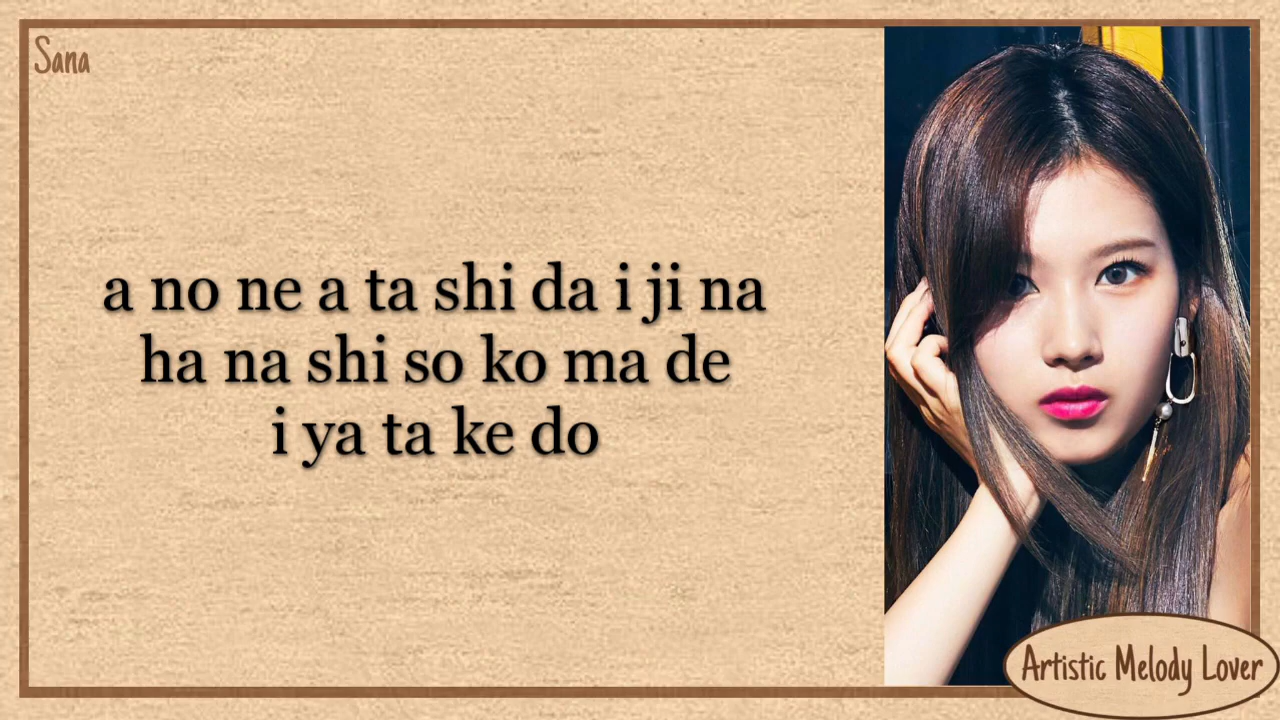 Sana
a no ne a ta shi da i ji na
ha na shi so ko ma de
i ya ta ke do
Artistic Melody Lover